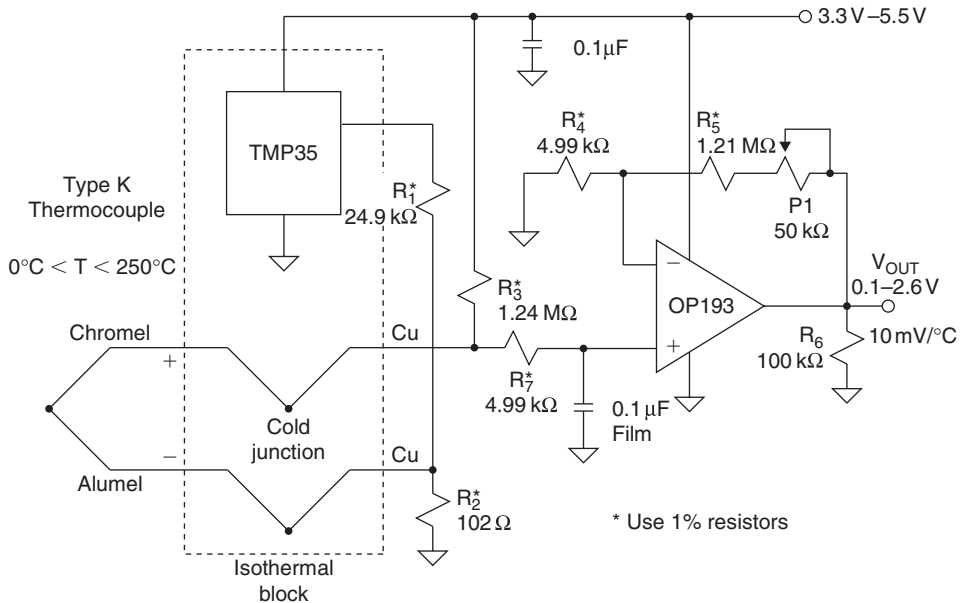 3.3 V–5.5 V
0.1µF
TMP35
R4*
4.99 kΩ
R5*
1.21 MΩ
P1
50 kΩ
Type K
Thermocouple
0°C < T < 250°C
R1*
24.9 kΩ
R3*
1.24 MΩ
OP193
−
+
VOUT
0.1–2.6 V
10 mV/°C
R6
100 kΩ
Chromel
+
Cu
R7*
4.99 kΩ
0.1 µF
Film
Cold
junction
−
Alumel
Cu
R2*
102 Ω
* Use 1% resistors
Isothermal
block